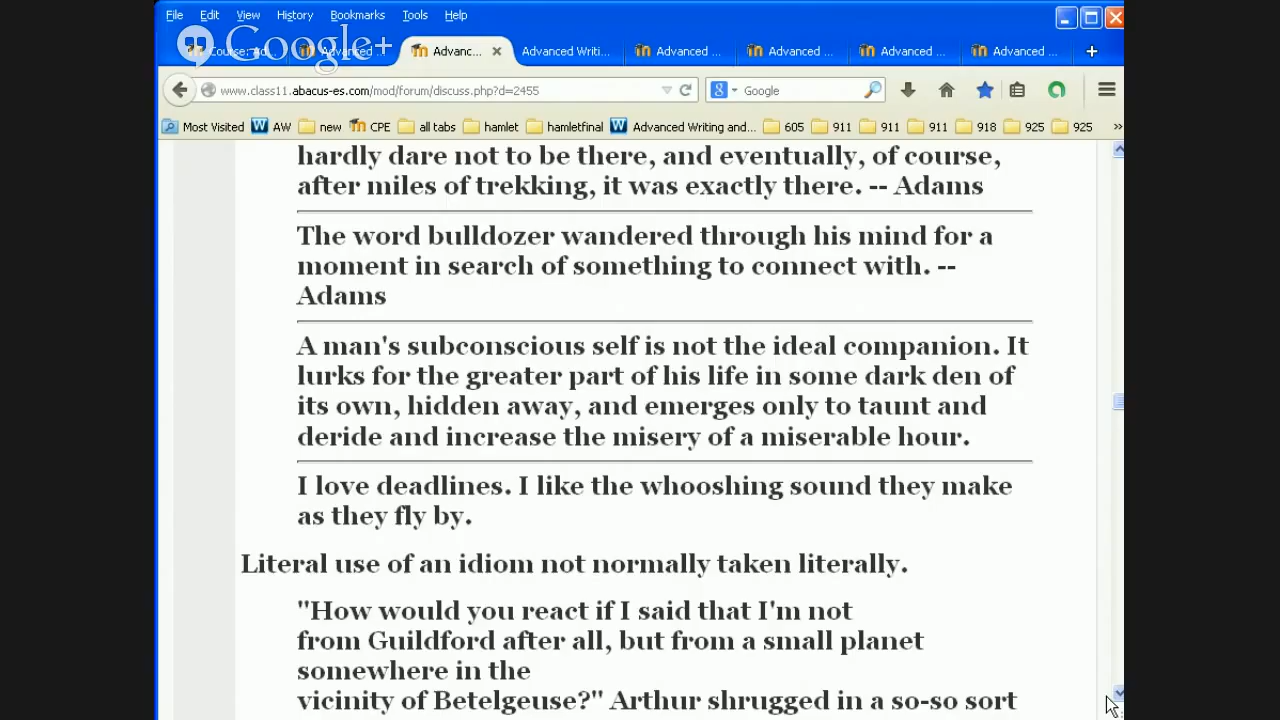 File Edit View History Bookmarks Tools Help
Google+
Course: Ad... Advanced Advanc... Advanced Writi... Advanced ... Advanced ... Advanced ... Advanced ...
www.class11.abacus-es.com/mod/forum/discuss.php?d=2455 Google
Most Visited AW new CPE all tabs hamlet hamletfinal Advanced Writing and... 605 911 911 911 918 925 925 »
hardly dare not to be there, and eventually, of course,
after miles of trekking, it was exactly there. -- Adams
The word bulldozer wandered through his mind for a
moment in search of something to connect with. --
Adams
A man's subconscious self is not the ideal companion. It
lurks for the greater part of his life in some dark den of
its own, hidden away, and emerges only to taunt and
deride and increase the misery of a miserable hour.
I love deadlines. I like the whooshing sound they make
as they fly by.
Literal use of an idiom not normally taken literally.
"How would you react if I said that I'm not
from Guildford after all, but from a small planet
somewhere in the
vicinity of Betelgeuse?" Arthur shrugged in a so-so sort